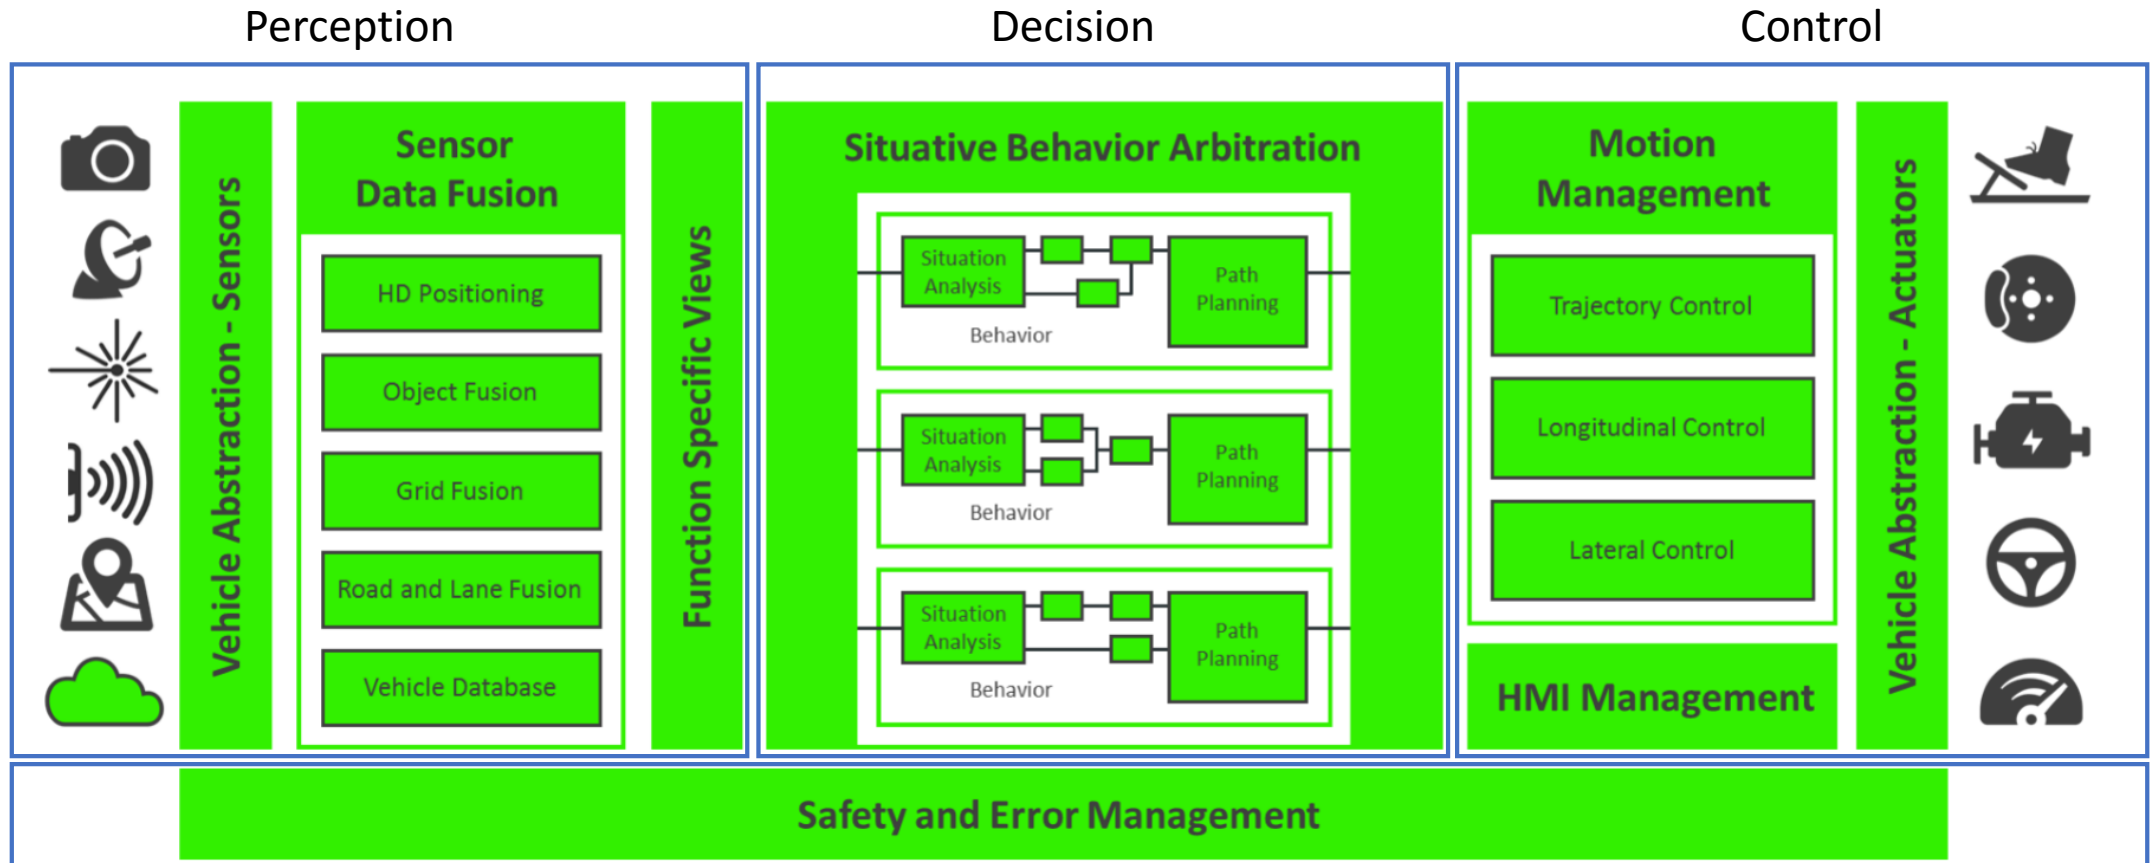 Perception
Decision
Control
Vehicle Abstraction - Sensors
Sensor
Data Fusion
HD Positioning
Object Fusion
Grid Fusion
Road and Lane Fusion
Vehicle Database
Function Specific Views
Situative Behavior Arbitration
Situation
Analysis
Path
Planning
Behavior
Situation
Analysis
Path
Planning
Behavior
Situation
Analysis
Path
Planning
Behavior
Motion
Management
Trajectory Control
Longitudinal Control
Lateral Control
HMI Management
Vehicle Abstraction - Actuators
Safety and Error Management